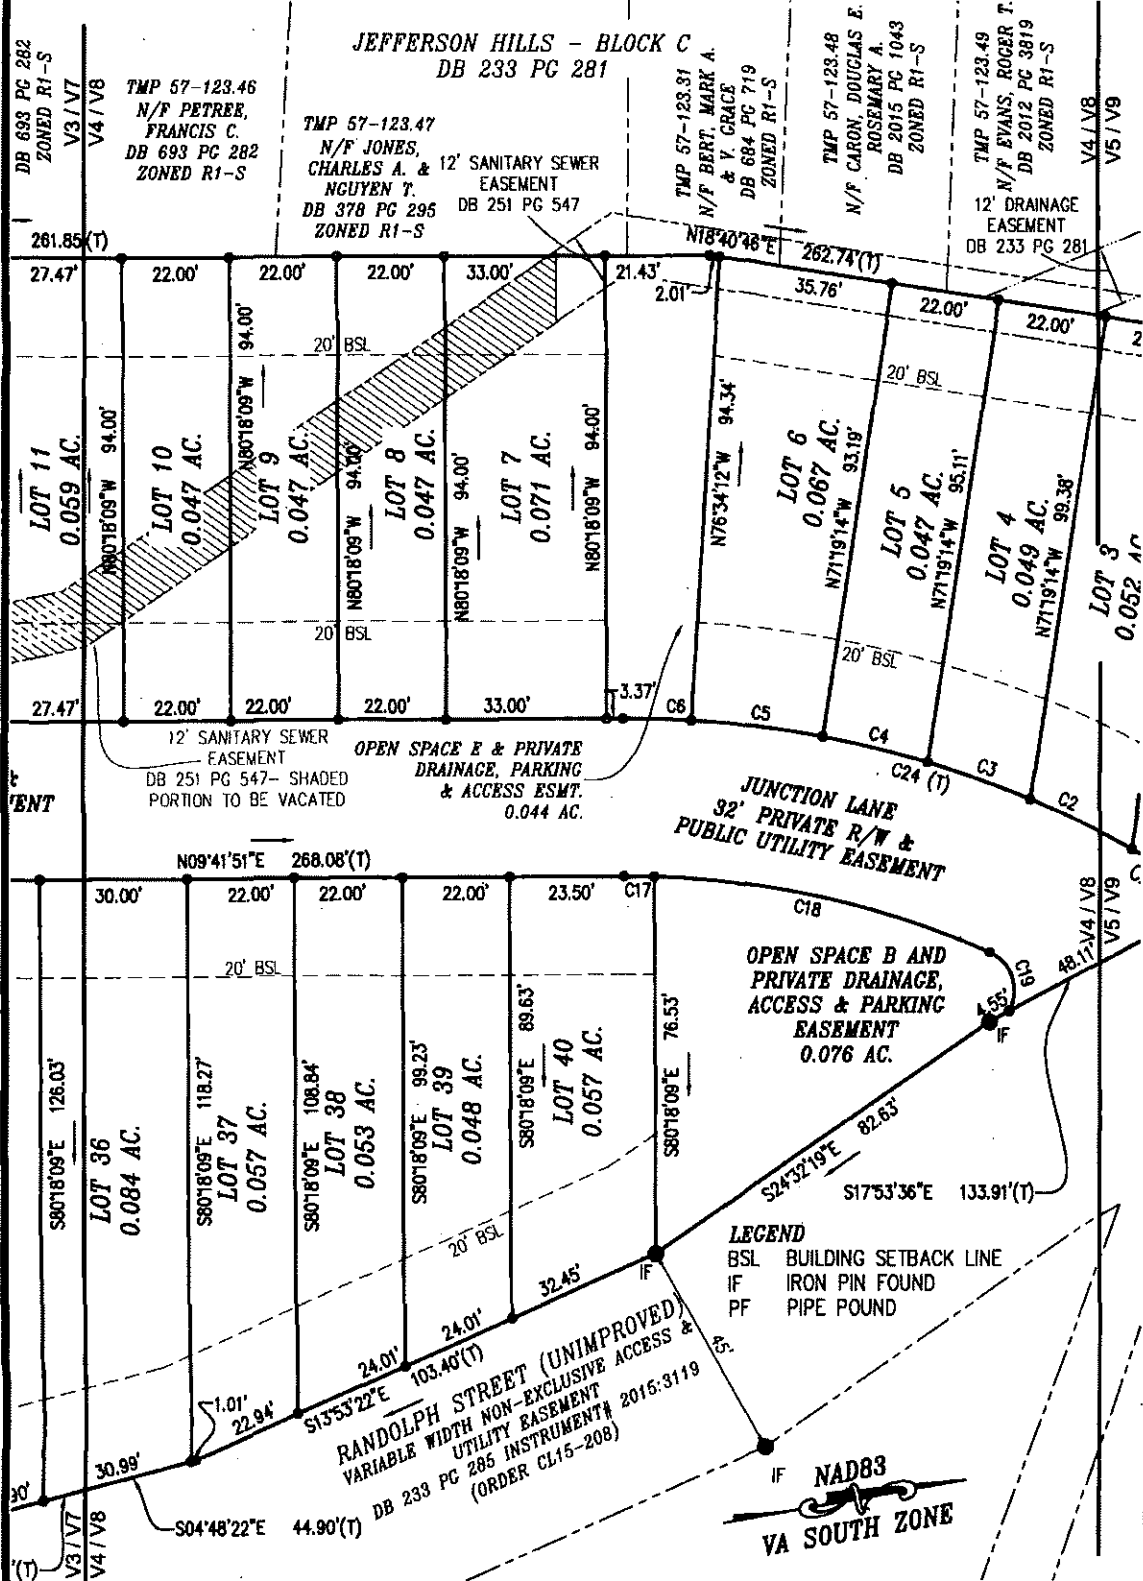 DB 693 PG 282
ZONED R1-S
V3 / V7
V4 / V8
TMP 57-123.46
N/F PETREE,
FRANCIS C.
DB 693 PG 282
ZONED R1-S
JEFFERSON HILLS - BLOCK C
DB 233 PG 281
TMP 57-123.47
N/F JONES,
CHARLES A. &
NGUYEN T.
DB 378 PG 295
ZONED R1-S
12' SANITARY SEWER
EASEMENT
DB 251 PG 547
TMP 57-123.31
N/F BERT. MARK A.
& V. GRACE
DB 684 PG 719
ZONED R1-S
TMP 57-123.48
N/F CARON, DOUGLAS E.
ROSEMARY A.
DB 2015 PG 1043
ZONED R1-S
TMP 57-123.49
N/F EVANS, ROGER T.
DB 2012 PG 3819
ZONED R1-S
V4 / V8
V5 / V9
12' DRAINAGE
EASEMENT
DB 233 PG 281
261.85'(T)
27.47'
22.00'
22.00'
22.00'
33.00'
21.43'
2.01'
N18°40'46"E
262.74'(T)
35.76'
22.00'
22.00'
2
20' BSL
20' BSL
LOT 11
0.059 AC.
N80°18'09"W 94.00'
LOT 10
0.047 AC.
N80°18'09"W 94.00'
LOT 9
0.047 AC.
N80°18'09"W 94.00'
LOT 8
0.047 AC.
N80°18'09"W 94.00'
LOT 7
0.071 AC.
N80°18'09"W 94.00'
N76°34'12"W 94.34'
LOT 6
0.067 AC.
N71°19'14"W 93.19'
LOT 5
0.047 AC.
N71°19'14"W 95.11'
LOT 4
0.049 AC.
N71°19'14"W 99.38'
LOT 3
0.052 AC.
20' BSL
20' BSL
27.47'
22.00'
22.00'
22.00'
33.00'
3.37'
C6
C5
C4
C24 (T)
C3
C2
C
12' SANITARY SEWER
EASEMENT
DB 251 PG 547- SHADED
PORTION TO BE VACATED
OPEN SPACE E & PRIVATE
DRAINAGE, PARKING
& ACCESS ESMT.
0.044 AC.
&
'ENT
JUNCTION LANE
32' PRIVATE R/W &
PUBLIC UTILITY EASEMENT
N09°41'51"E 268.08'(T)
30.00'
22.00'
22.00'
22.00'
23.50'
C17
C18
C19
V4 / V8
V5 / V9
48.11'
4.55'
IF
20' BSL
OPEN SPACE B AND
PRIVATE DRAINAGE,
ACCESS & PARKING
EASEMENT
0.076 AC.
S80°18'09"E 126.03'
LOT 36
0.084 AC.
S80°18'09"E 118.27'
LOT 37
0.057 AC.
S80°18'09"E 108.84'
LOT 38
0.053 AC.
S80°18'09"E 99.23'
LOT 39
0.048 AC.
S80°18'09"E 89.63'
LOT 40
0.057 AC.
S80°18'09"E 76.53'
S24°32'19"E 82.63'
S17°53'36"E 133.91'(T)
20' BSL
LEGEND
BSL BUILDING SETBACK LINE
IF IRON PIN FOUND
PF PIPE POUND
IF
45'
32.45'
24.01'
24.01'
S13°53'22"E 103.40'(T)
22.94'
1.01'
30.99'
90'
S04°48'22"E 44.90'(T)
RANDOLPH STREET (UNIMPROVED)
VARIABLE WIDTH NON-EXCLUSIVE ACCESS &
UTILITY EASEMENT
DB 233 PG 285 INSTRUMENT# 2015:3119
(ORDER CL15-208)
IF
NAD83
VA SOUTH ZONE
'(T)
V3 / V7
V4 / V8